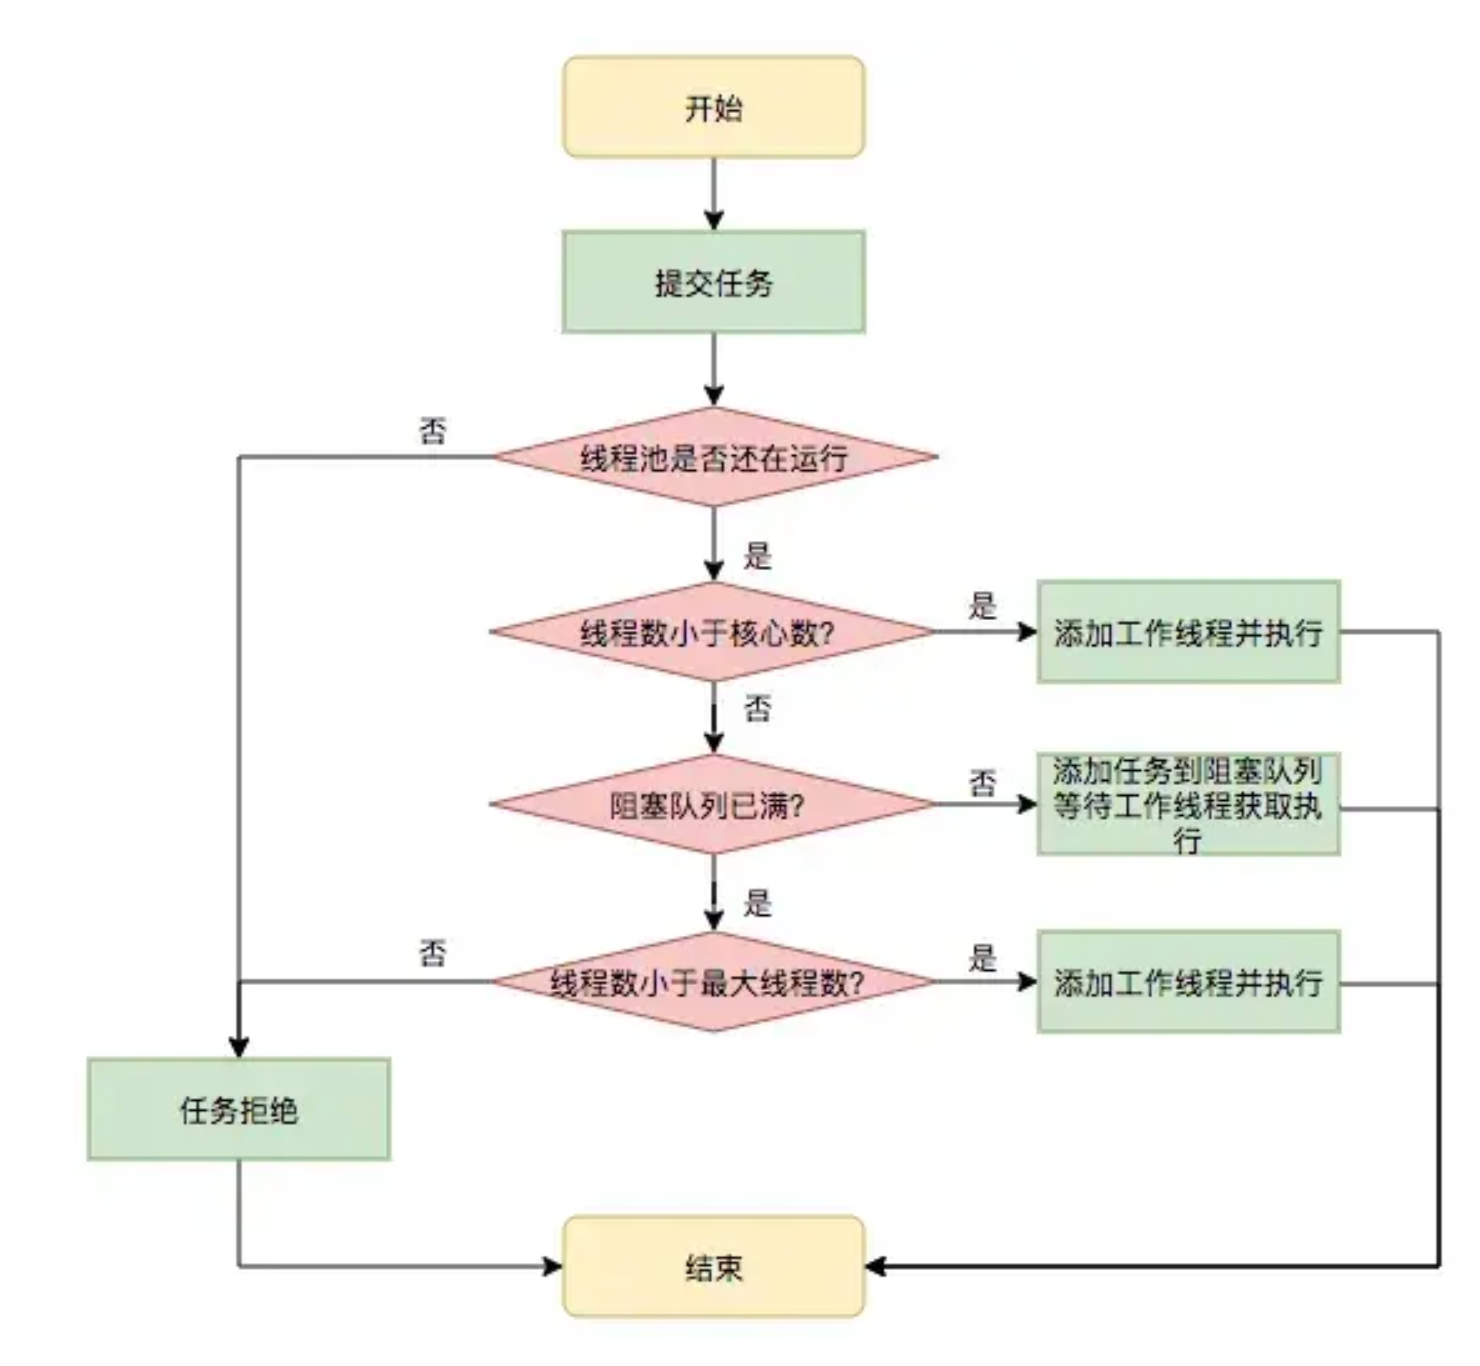 开始
提交任务
否
线程池是否还在运行
是
线程数小于核心数?
是
添加工作线程并执行
否
阻塞队列已满?
否
添加任务到阻塞队列
等待工作线程获取执
行
是
否
线程数小于最大线程数?
是
添加工作线程并执行
任务拒绝
结束